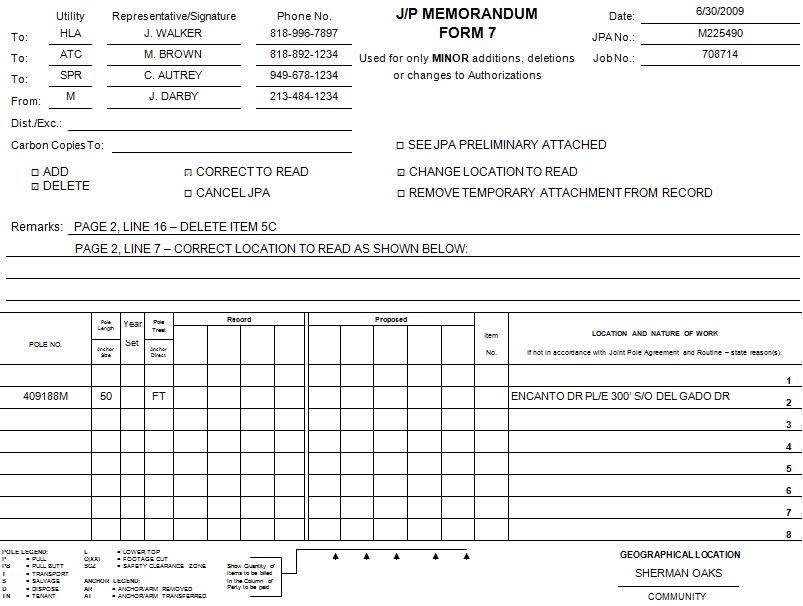 Utility Representative/Signature Phone No. J/P MEMORANDUM Date: 6/30/2009
To: HLA J. WALKER 818-996-7897 FORM 7 JPA No.: M225490
To: ATC M. BROWN 818-892-1234 Used for only MINOR additions, deletions Job No.: 708714
To: SPR C. AUTREY 949-678-1234 or changes to Authorizations
From: M J. DARBY 213-484-1234
Dist./Exc.:
Carbon Copies To: SEE JPA PRELIMINARY ATTACHED
ADD CORRECT TO READ CHANGE LOCATION TO READ
DELETE CANCEL JPA REMOVE TEMPORARY ATTACHMENT FROM RECORD
Remarks: PAGE 2, LINE 16 – DELETE ITEM 5C
PAGE 2, LINE 7 – CORRECT LOCATION TO READ AS SHOWN BELOW:
POLE NO. Pole Length Anchor Size Year Set Pole Treat Anchor Direct Record Proposed Item No. LOCATION AND NATURE OF WORK
If not in accordance with Joint Pole Agreement and Routine – state reason(s).
1
409188M 50 FT ENCANTO DR PL/E 300' S/O DEL GADO DR 2
3
4
5
6
7
8
POLE LEGEND: L = LOWER TOP
P = PULL C(XX) = FOOTAGE CUT
PB = PULL BUTT SCZ = SAFETY CLEARANCE ZONE
T = TRANSPORT
S = SALVAGE ANCHOR LEGEND:
D = DISPOSE AR = ANCHOR/ARM REMOVED
TN = TENANT AT = ANCHOR/ARM TRANSFERRED
Show Quantity of
Items to be billed
in the Column of
Party to be paid
GEOGRAPHICAL LOCATION
SHERMAN OAKS
COMMUNITY